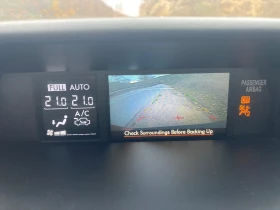 FULL AUTO
21.0 21.0
A/C
Check Surroundings Before Backing Up
PASSENGER
AIRBAG